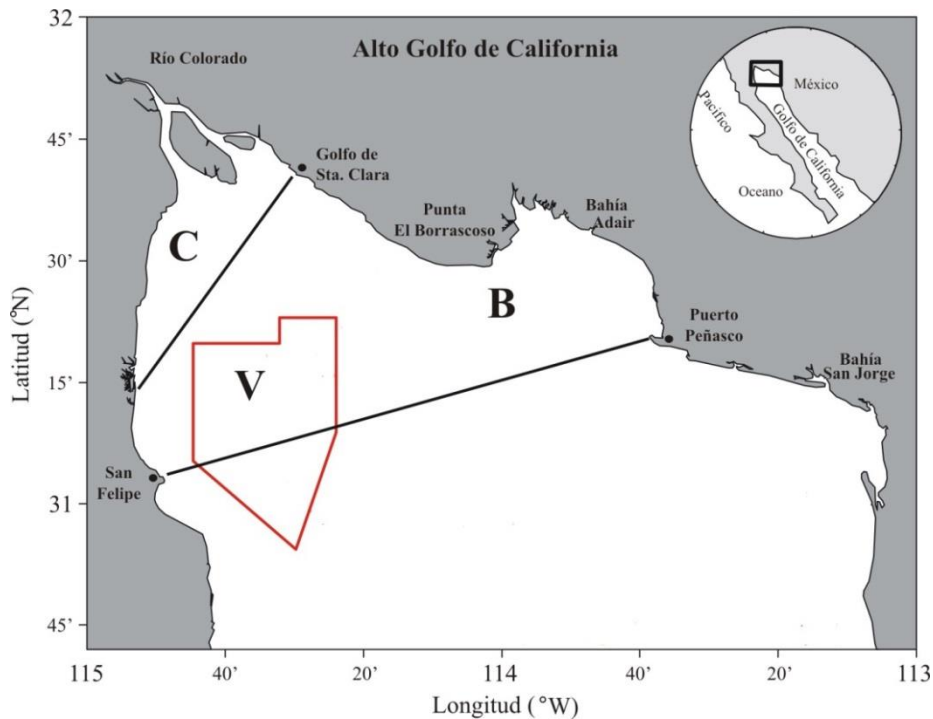 32
Alto Golfo de California
Río Colorado
México
Pacifico
Golfo de California
Oceano
45'
Golfo de
Sta. Clara
Punta
El Borrascoso
Bahía
Adair
C
30'
B
Puerto
Peñasco
Latitud (°N)
15'
V
Bahía
San Jorge
San
Felipe
31
45'
115
40'
20'
114
40'
20'
113
Longitud (°W)